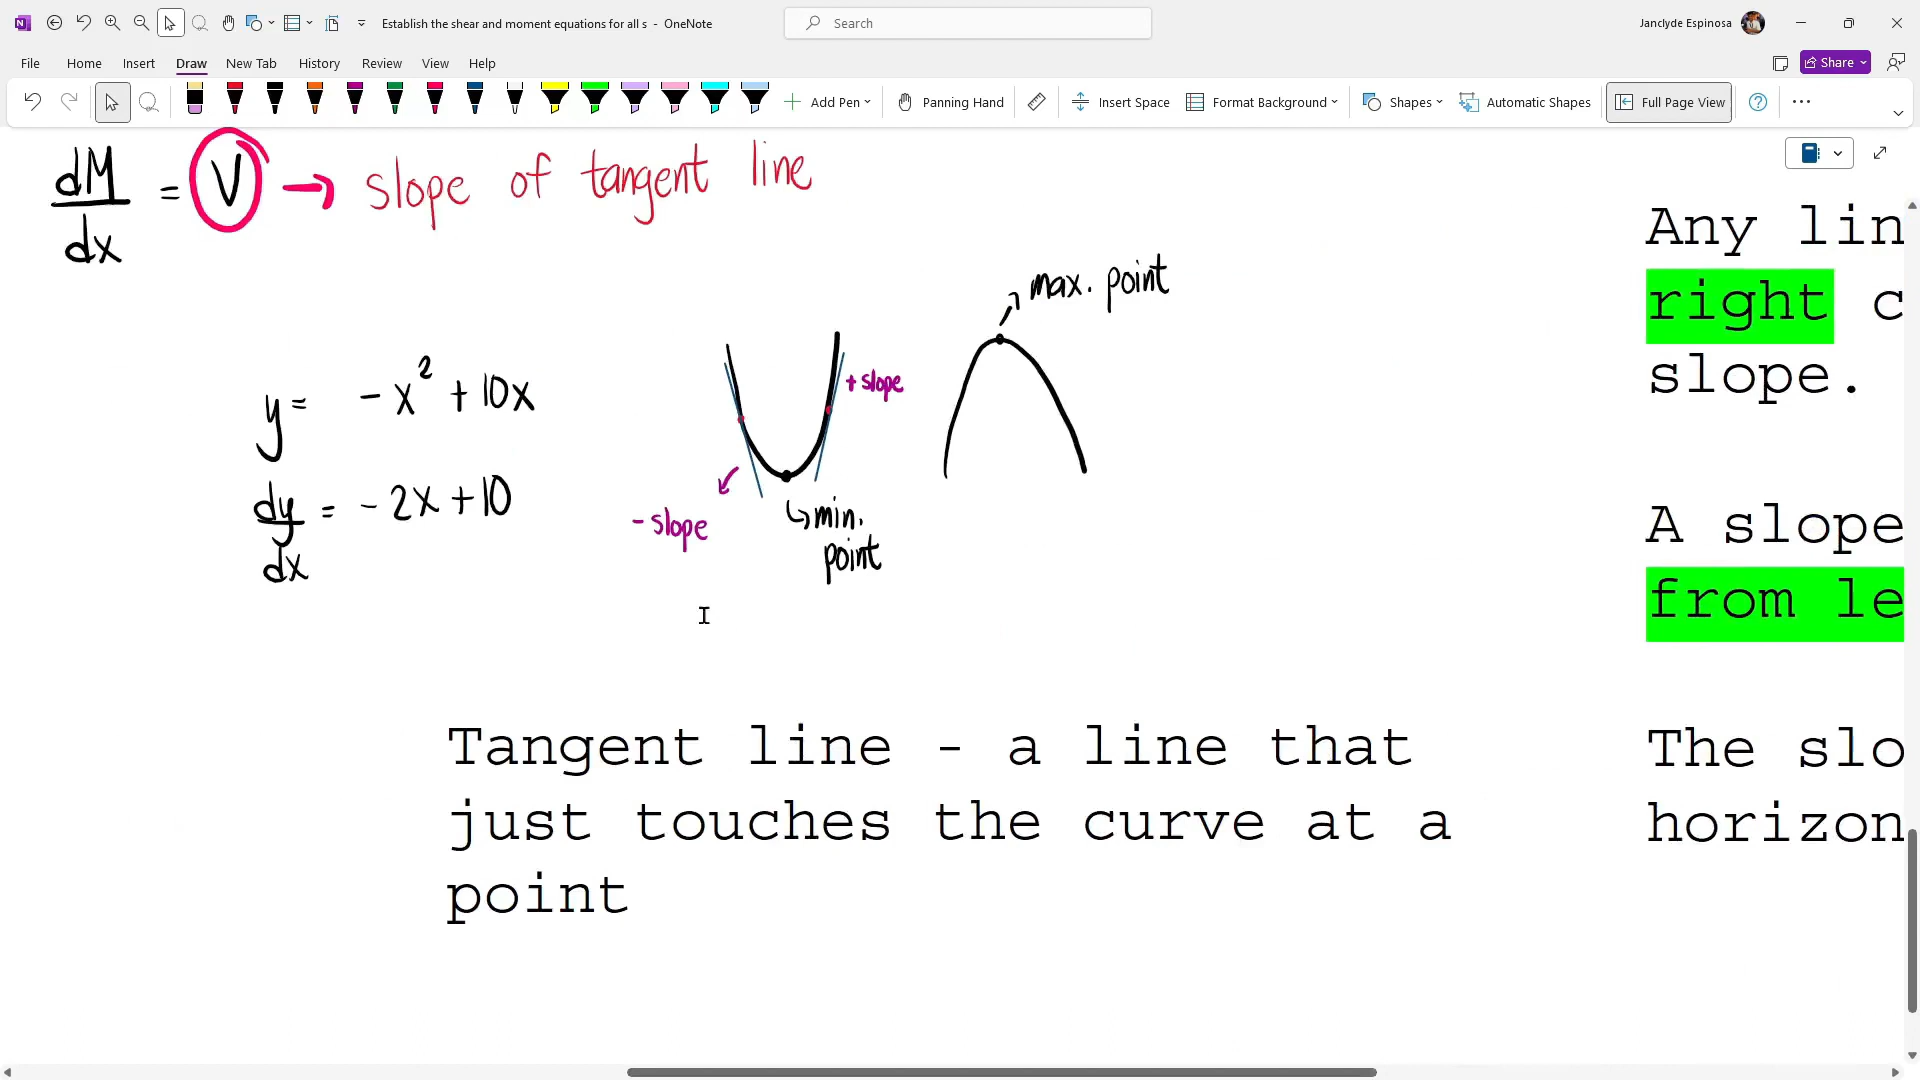 Establish the shear and moment equations for all s - OneNote
Search
Janclyde Espinosa
File Home Insert Draw New Tab History Review View Help
Share
Add Pen
Panning Hand
Insert Space
Format Background
Shapes
Automatic Shapes
Full Page View
dM/dx = V → slope of tangent line
max. point
y = -x² + 10x
+ slope
dy/dx = -2x + 10
- slope
min.
point
Tangent line - a line that
just touches the curve at a
point
Any lin
right c
slope.
A slope
from le
The slo
horizon